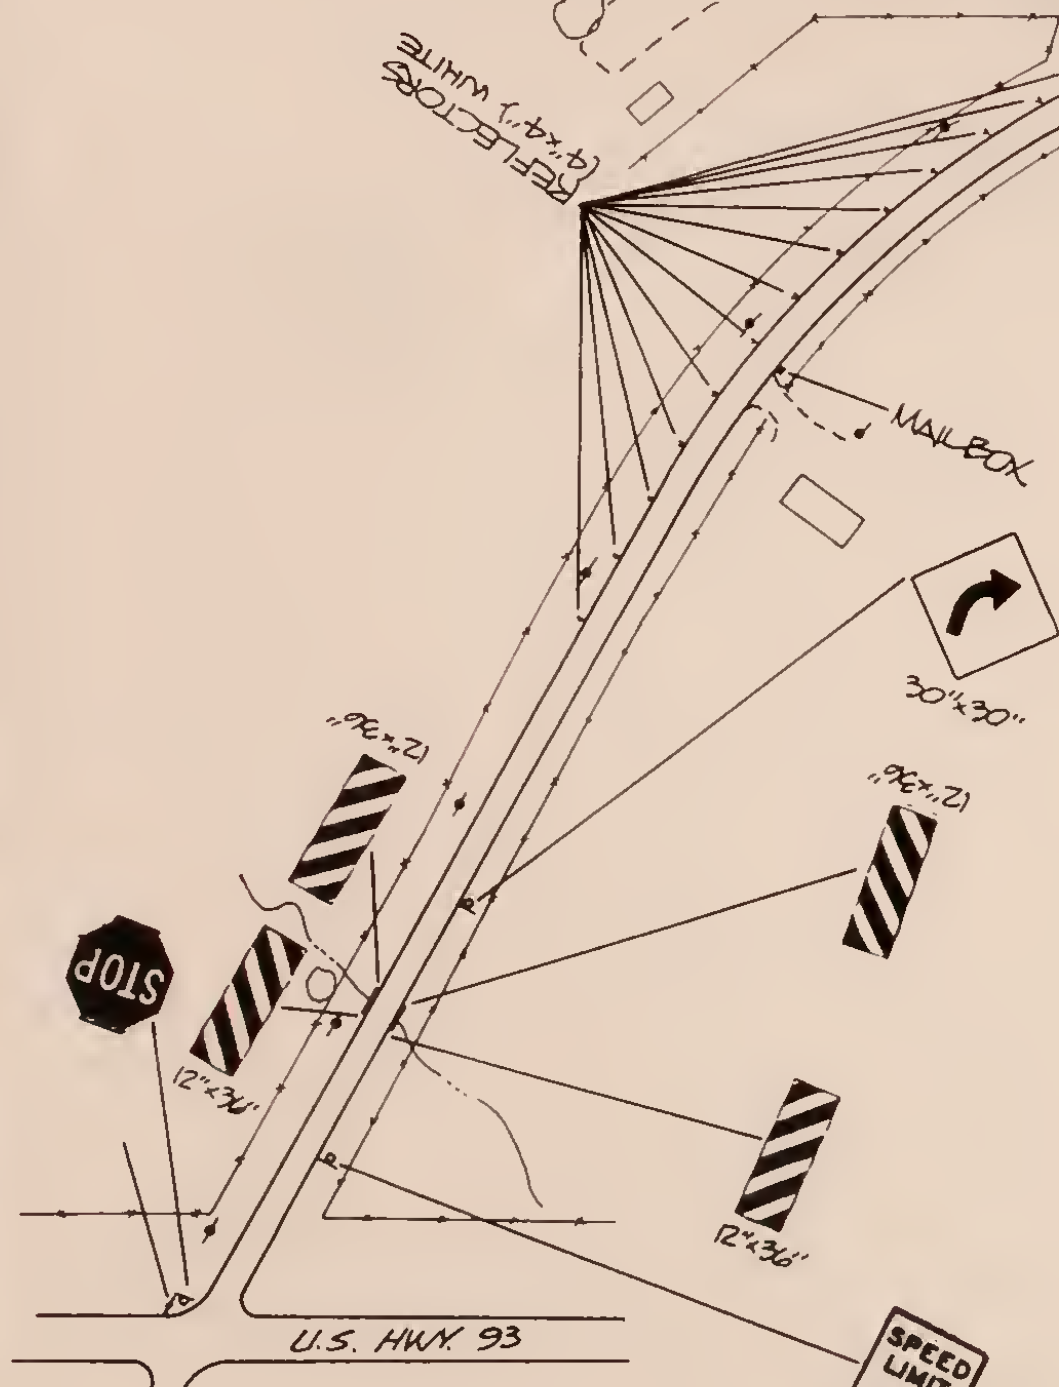 REFLECTORS
(4"x4"), WHITE
MAILBOX
30"x30"
12"x36"
12"x36"
STOP
12"x36"
12"x36"
U.S. HWY. 93
SPEED
LIMIT